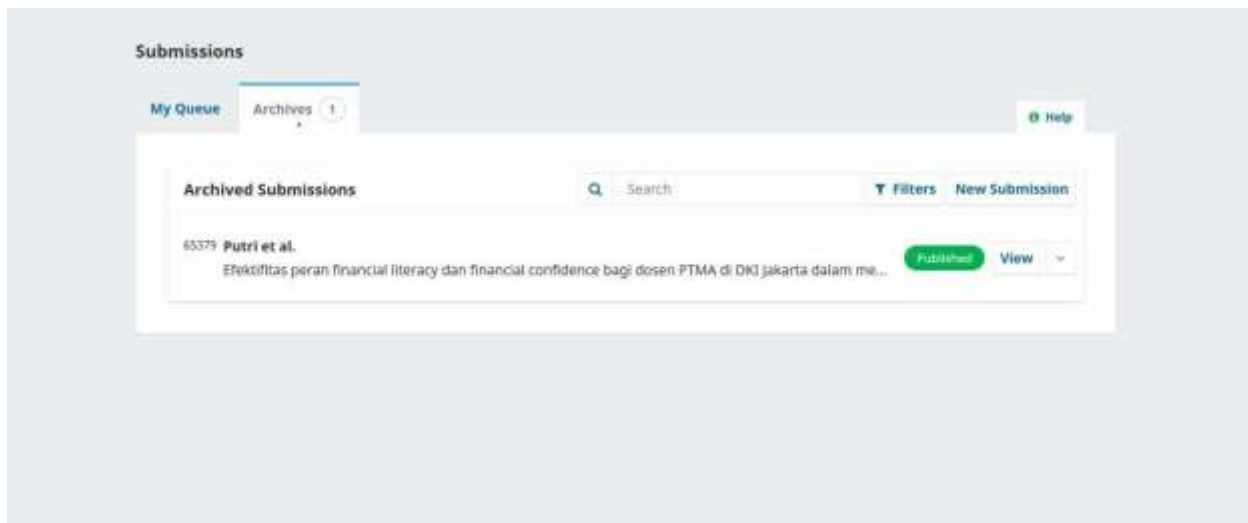 Submissions
My Queue Archives 1
Help
Archived Submissions Search Filters New Submission
65379 Putri et al. Published View
Efektifitas peran financial literacy dan financial confidence bagi dosen PTMA di DKI Jakarta dalam me...